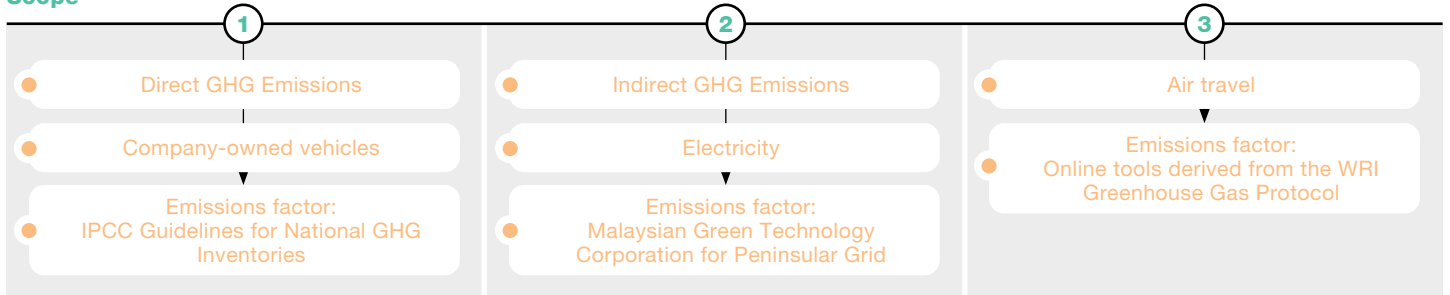 Scope
1
Direct GHG Emissions
Company-owned vehicles
Emissions factor:
IPCC Guidelines for National GHG
Inventories
2
Indirect GHG Emissions
Electricity
Emissions factor:
Malaysian Green Technology
Corporation for Peninsular Grid
3
Air travel
Emissions factor:
Online tools derived from the WRI
Greenhouse Gas Protocol